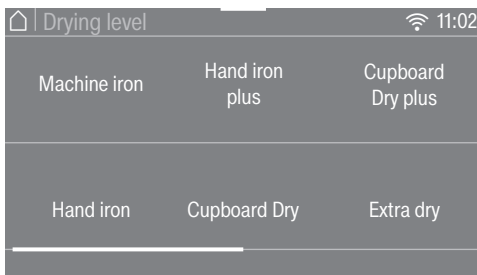 Drying level 11:02
Machine iron
Hand iron
plus
Cupboard
Dry plus
Hand iron
Cupboard Dry
Extra dry